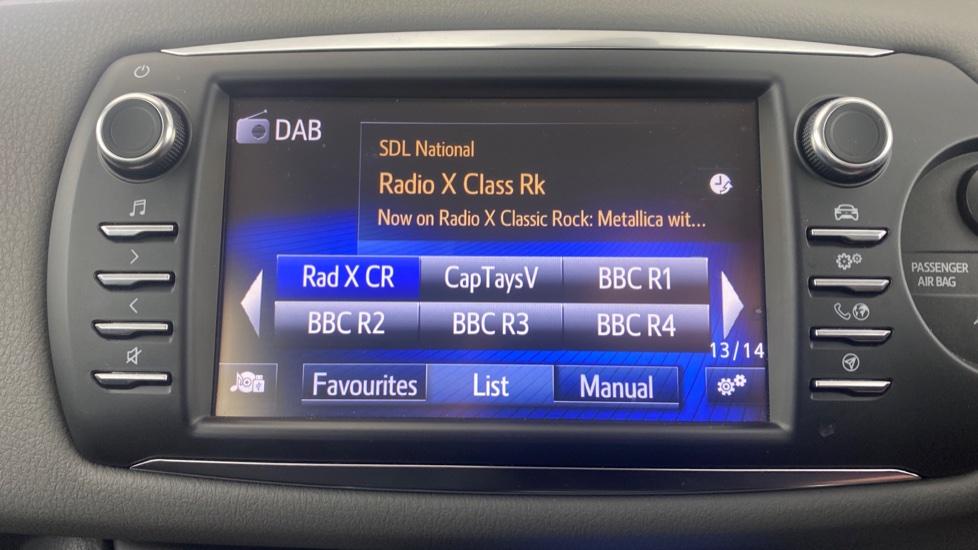 DAB
SDL National
Radio X Class Rk
Now on Radio X Classic Rock: Metallica wit...
Rad X CR CapTaysV BBC R1
BBC R2 BBC R3 BBC R4
13/14
Favourites List Manual
PASSENGER
AIR BAG